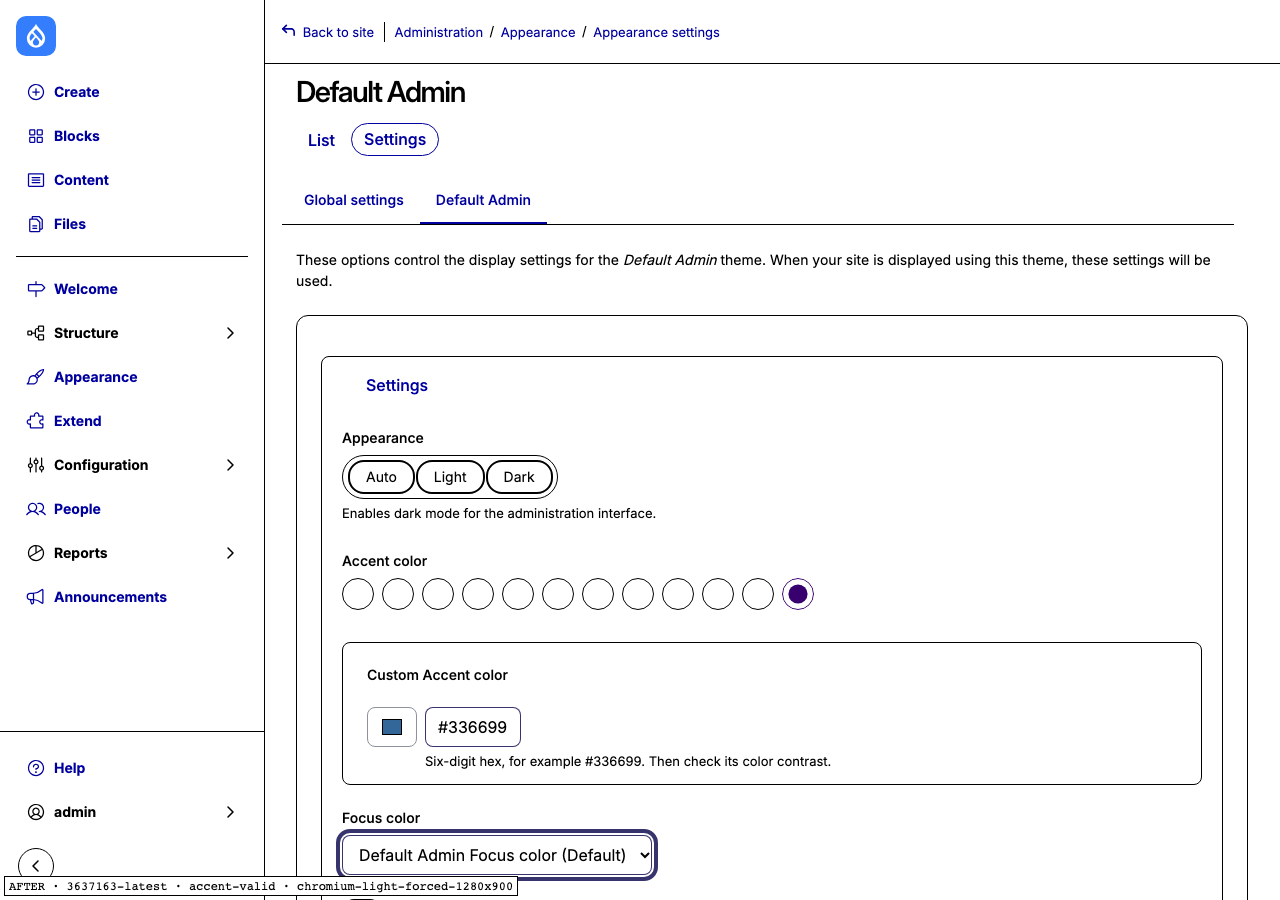 Create
Blocks
Content
Files
Welcome
Structure
Appearance
Extend
Configuration
People
Reports
Announcements
Help
admin
Back to site Administration / Appearance / Appearance settings
Default Admin
List Settings
Global settings Default Admin
These options control the display settings for the Default Admin theme. When your site is displayed using this theme, these settings will be
used.
Settings
Appearance
Auto Light Dark
Enables dark mode for the administration interface.
Accent color
Custom Accent color
#336699
Six-digit hex, for example #336699. Then check its color contrast.
Focus color
Default Admin Focus color (Default)
AFTER · 3637163-latest · accent-valid · chromium-light-forced-1280x900